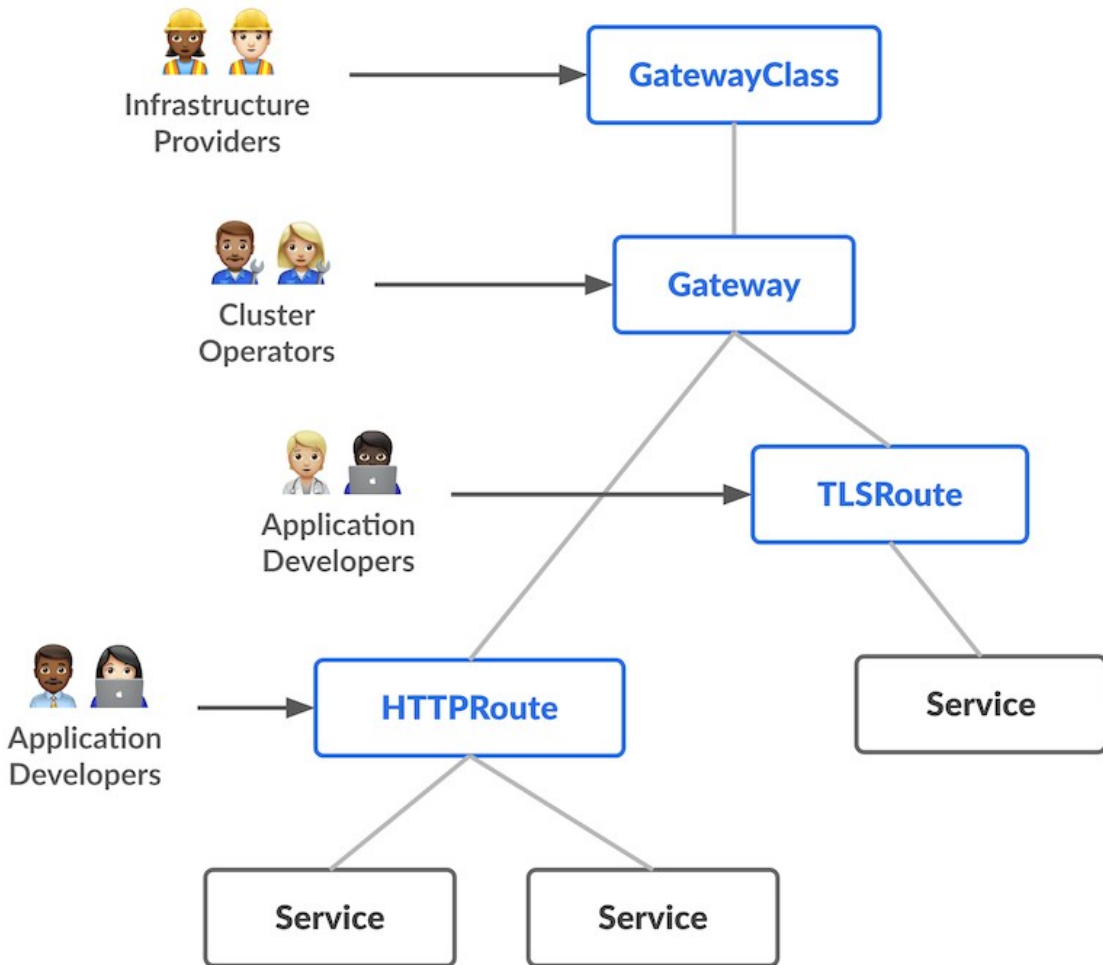 Infrastructure
Providers
GatewayClass
Cluster
Operators
Gateway
Application
Developers
TLSRoute
Application
Developers
HTTPRoute
Service
Service
Service